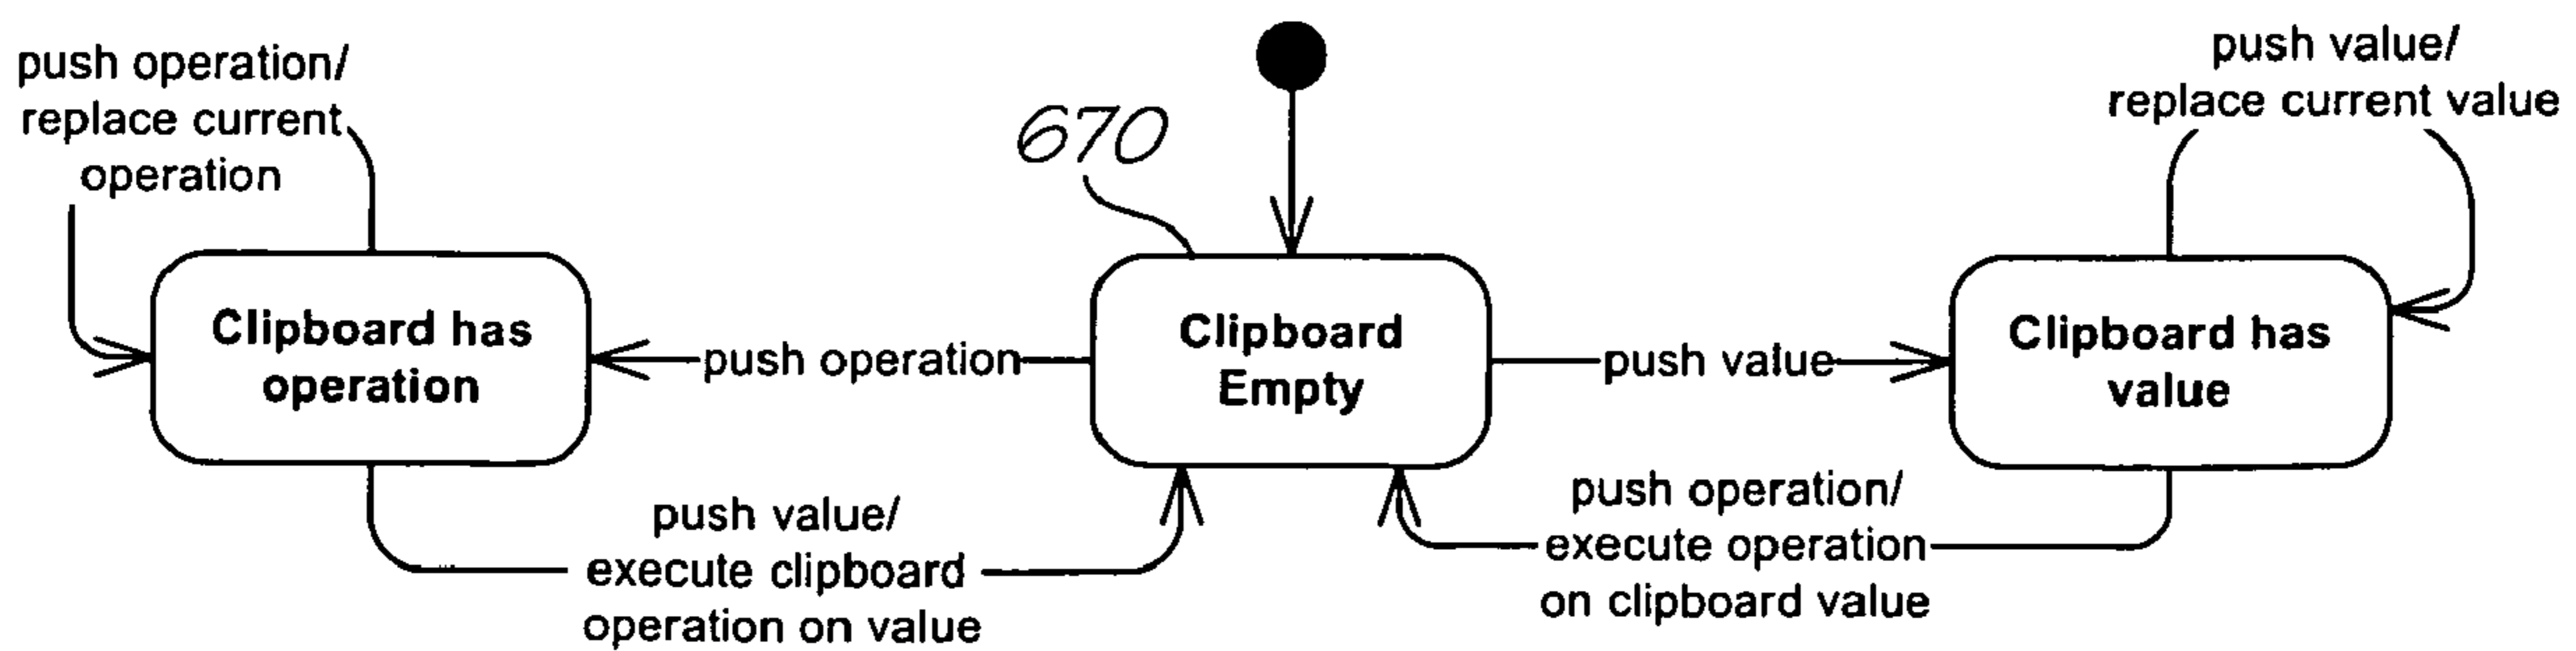 push operation/
replace current
operation
670
push value/
replace current value
Clipboard has
operation
push operation
Clipboard
Empty
push value
Clipboard has
value
push value/
execute clipboard
operation on value
push operation/
execute operation
on clipboard value